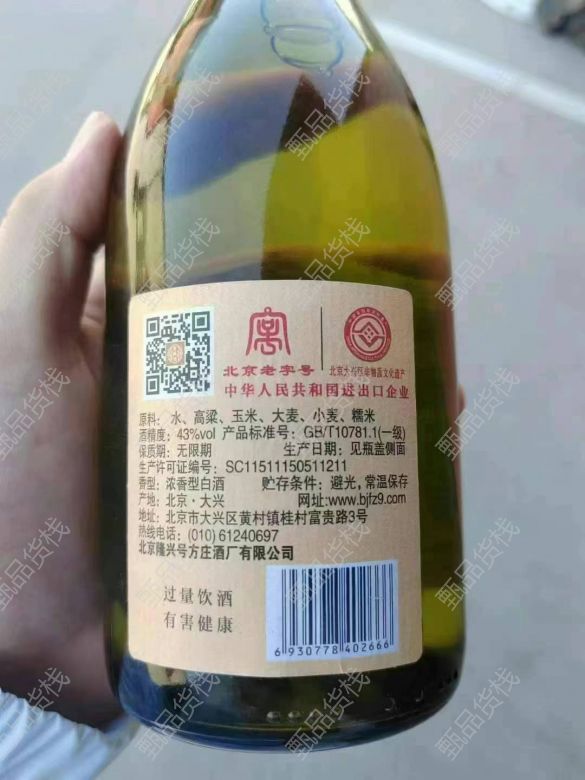 北京老字号
北京大兴区非物质文化遗产
中华人民共和国进出口企业
原料: 水、高粱、玉米、大麦、小麦、糯米
酒精度: 43%vol 产品标准号: GB/T10781.1(一级)
保质期: 无限期 生产日期: 见瓶盖侧面
生产许可证编号: SC11511150511211
香型: 浓香型白酒 贮存条件: 避光,常温保存
产地: 北京·大兴 网址:www.bjfz9.com
地址: 北京市大兴区黄村镇桂村富贵路3号
热线电话: (010) 61240697
北京隆兴号方庄酒厂有限公司
过量饮酒
有害健康
6 930778 402666
甄品货栈